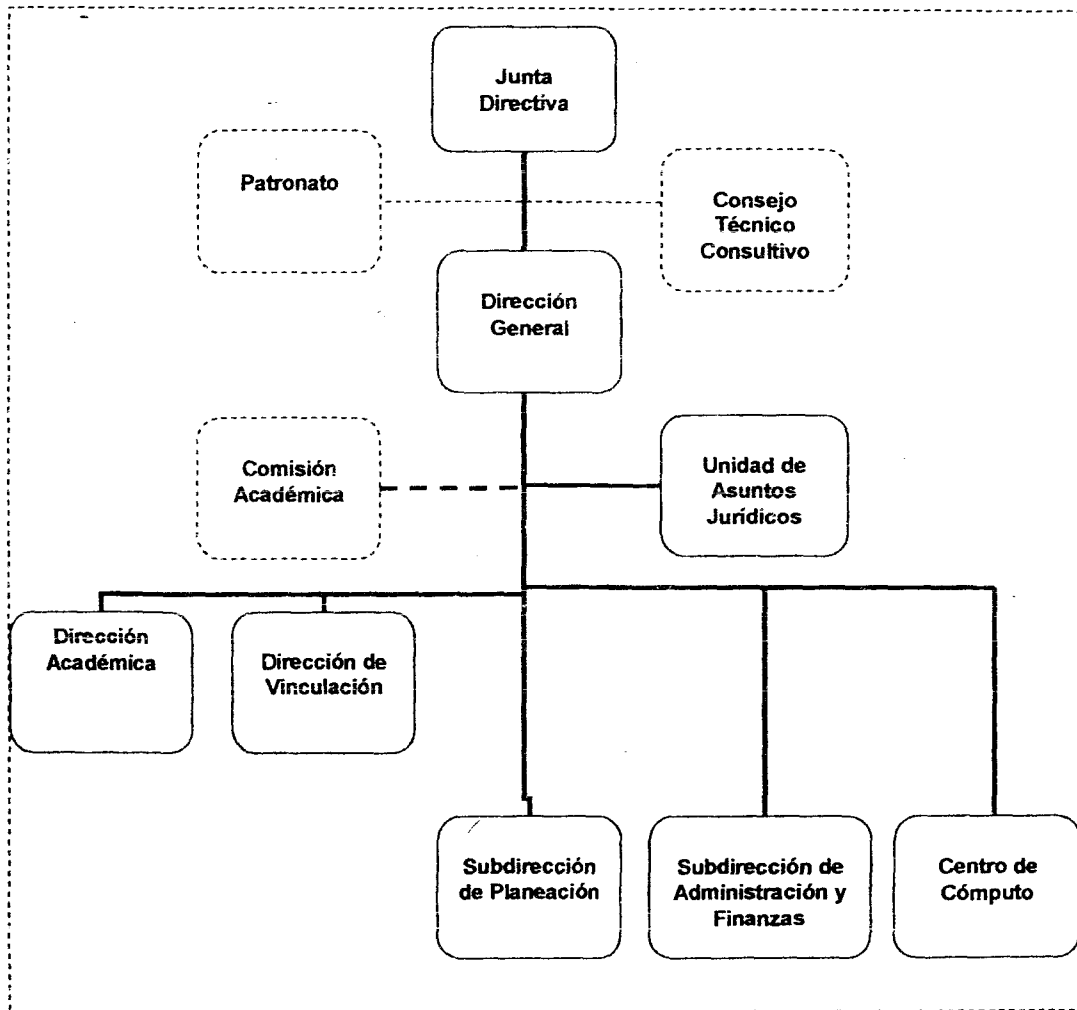 Junta
Directiva
Patronato
Consejo
Técnico
Consultivo
Dirección
General
Comisión
Académica
Unidad de
Asuntos
Jurídicos
Dirección
Académica
Dirección de
Vinculación
Subdirección
de Planeación
Subdirección de
Administración y
Finanzas
Centro de
Cómputo